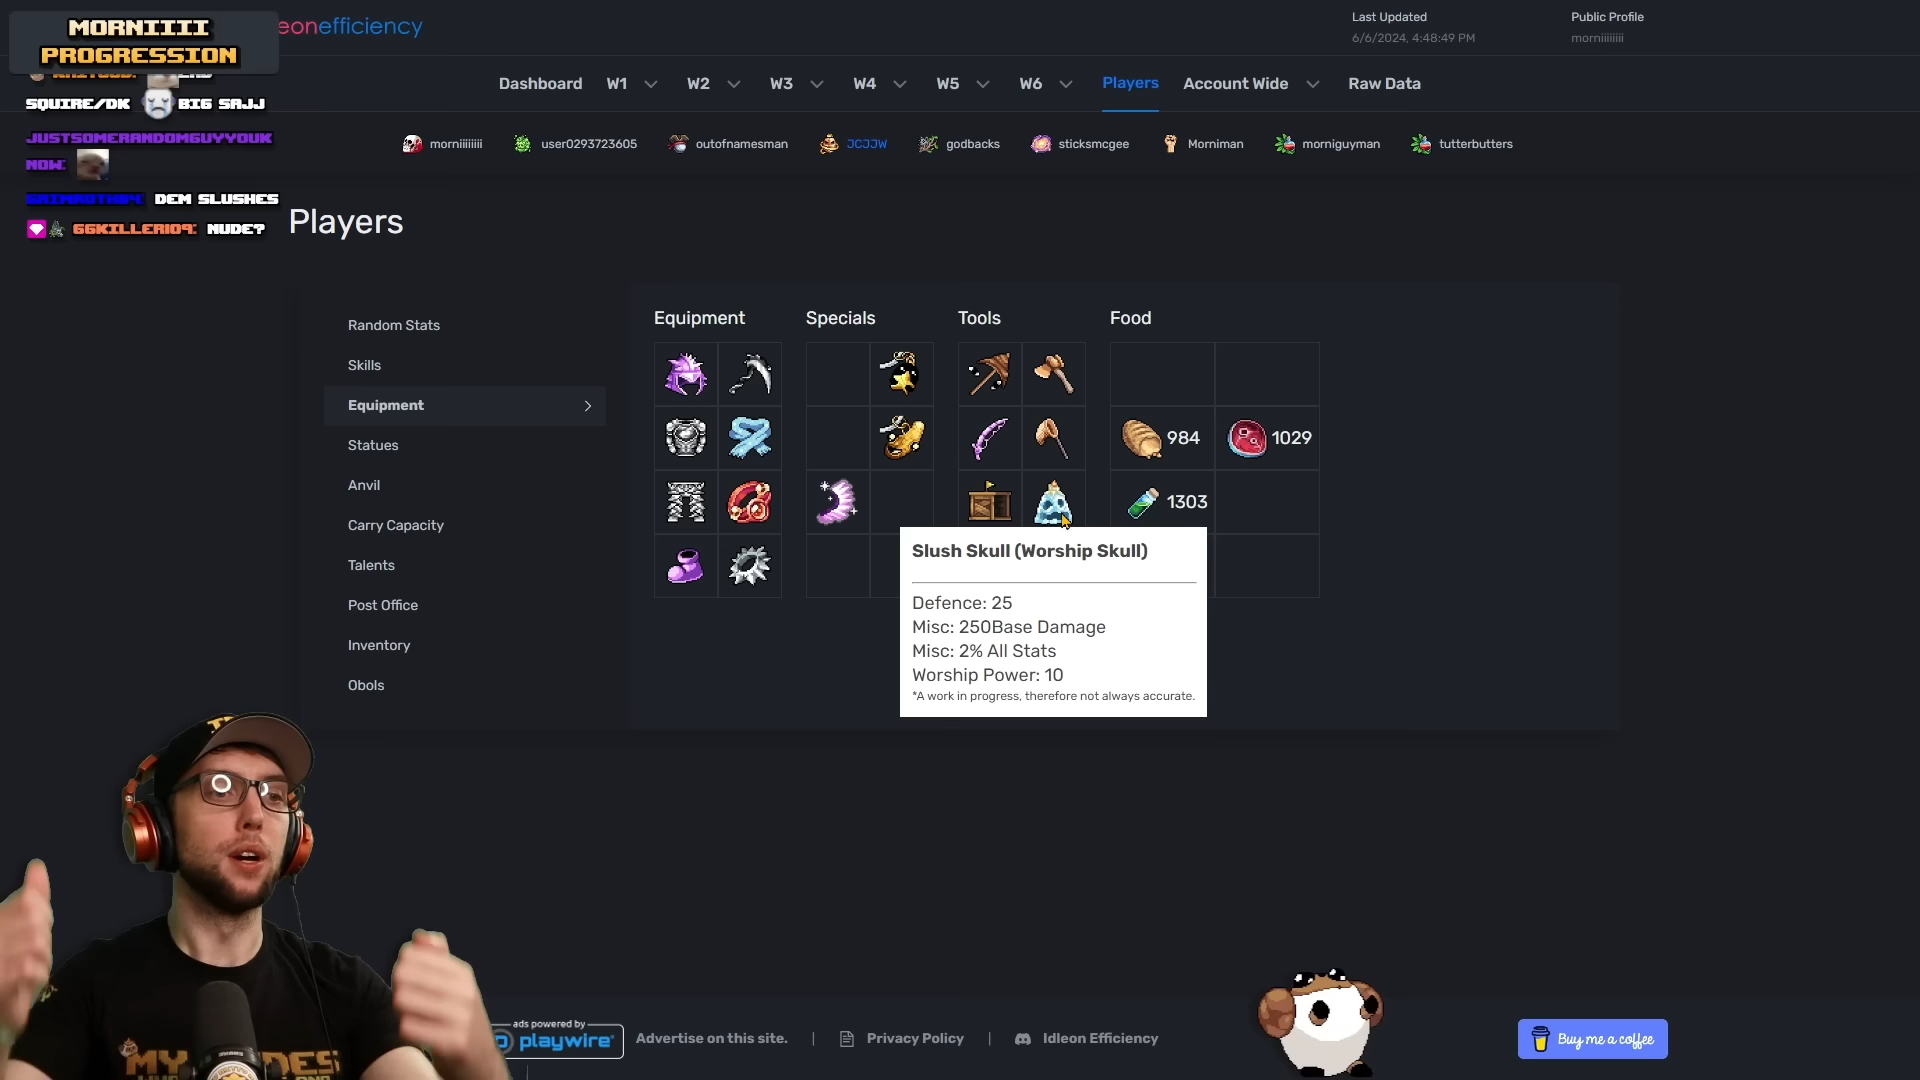 MORNIIII
PROGRESSION
eonefficiency
Last Updated
6/6/2024, 4:48:49 PM
Public Profile
morniiiiiiii
Dashboard W1 W2 W3 W4 W5 W6 Players Account Wide Raw Data
SQUIRE/DK BIG SAJJ
JUSTSOMERANDOMGUYYOUK
NOW:
DEM SLUSHES
66KILLER109: NUDE?
morniiiiiiii user0293723605 outofnamesman JCJJW godbacks sticksmcgee Morniman morniguyman tutterbutters
Players
Random Stats
Skills
Equipment
Statues
Anvil
Carry Capacity
Talents
Post Office
Inventory
Obols
Equipment Specials Tools Food
984 1029
1303
Slush Skull (Worship Skull)
Defence: 25
Misc: 250Base Damage
Misc: 2% All Stats
Worship Power: 10
*A work in progress, therefore not always accurate.
MY
ads powered by
playwire
Advertise on this site. | Privacy Policy | Idleon Efficiency
Buy me a coffee